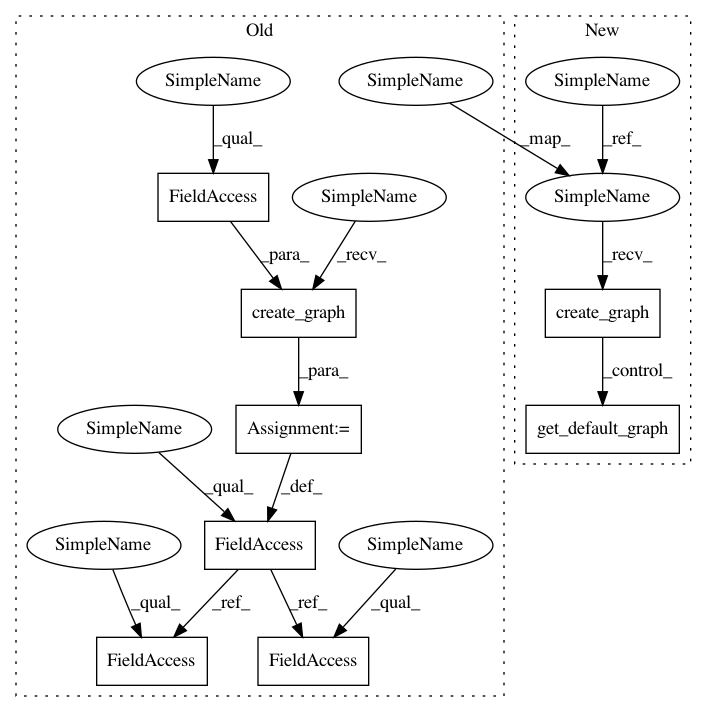 Old
New
SimpleName
SimpleName
SimpleName
_qual_
_map_
_ref_
FieldAccess
SimpleName
SimpleName
_para_
_recv_
_recv_
create_graph
create_graph
_para_
_control_
SimpleName
Assignment:=
get_default_graph
_qual_
_def_
SimpleName
FieldAccess
SimpleName
_qual_
_ref_
_ref_
_qual_
FieldAccess
FieldAccess